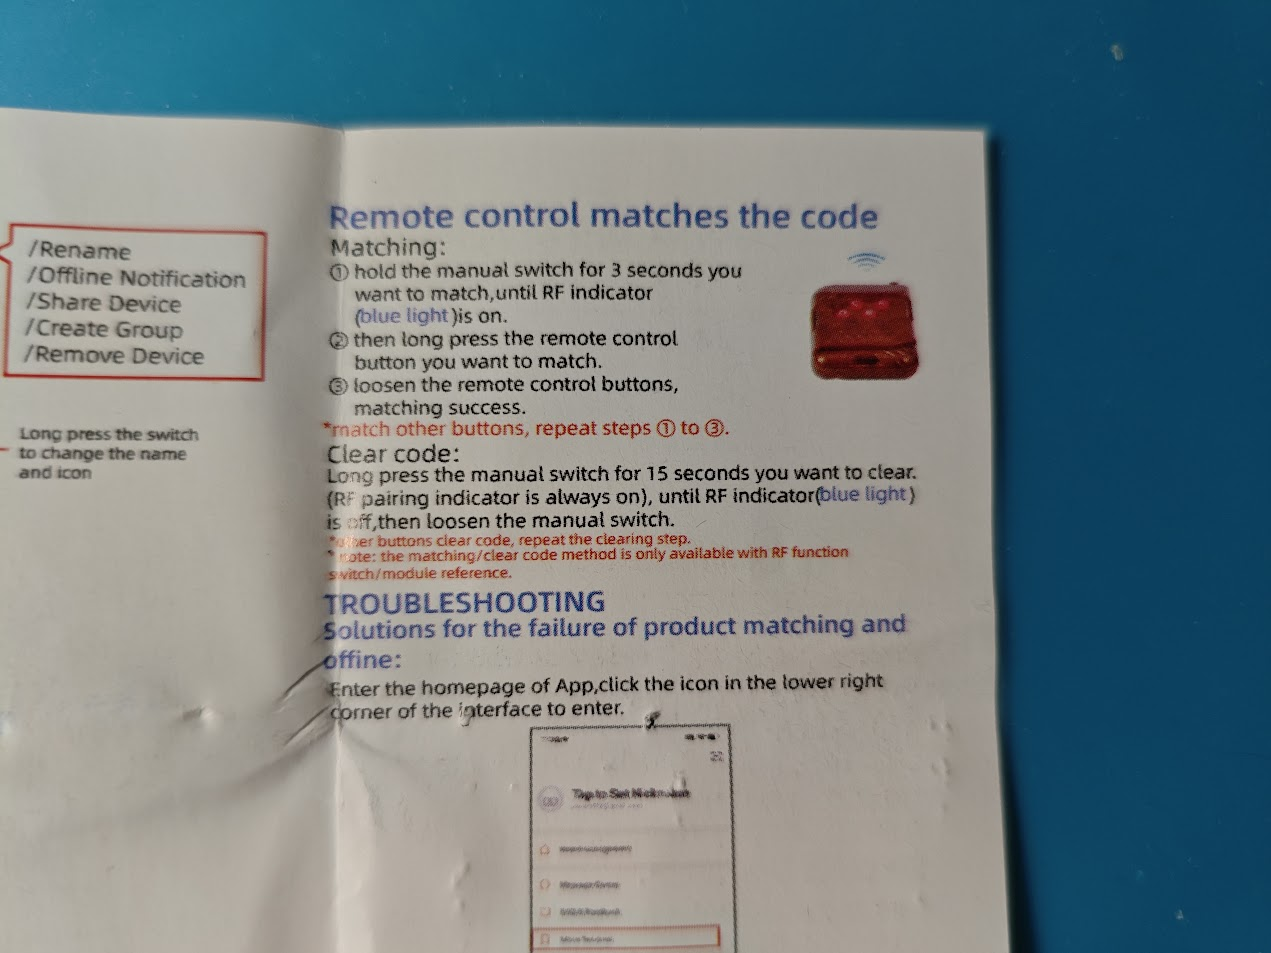 /Rename
/Offline Notification
/Share Device
/Create Group
/Remove Device
Long press the switch
to change the name
and icon
Remote control matches the code
Matching:
① hold the manual switch for 3 seconds you
want to match,until RF indicator
(blue light)is on.
② then long press the remote control
button you want to match.
③ loosen the remote control buttons,
matching success.
*match other buttons, repeat steps ① to ③.
Clear code:
Long press the manual switch for 15 seconds you want to clear.
(RF pairing indicator is always on), until RF indicator(blue light)
is off,then loosen the manual switch.
*other buttons clear code, repeat the clearing step.
* note: the matching/clear code method is only available with RF function
switch/module reference.
TROUBLESHOOTING
Solutions for the failure of product matching and
offine:
Enter the homepage of App,click the icon in the lower right
corner of the interface to enter.
Tap to Set Nickname